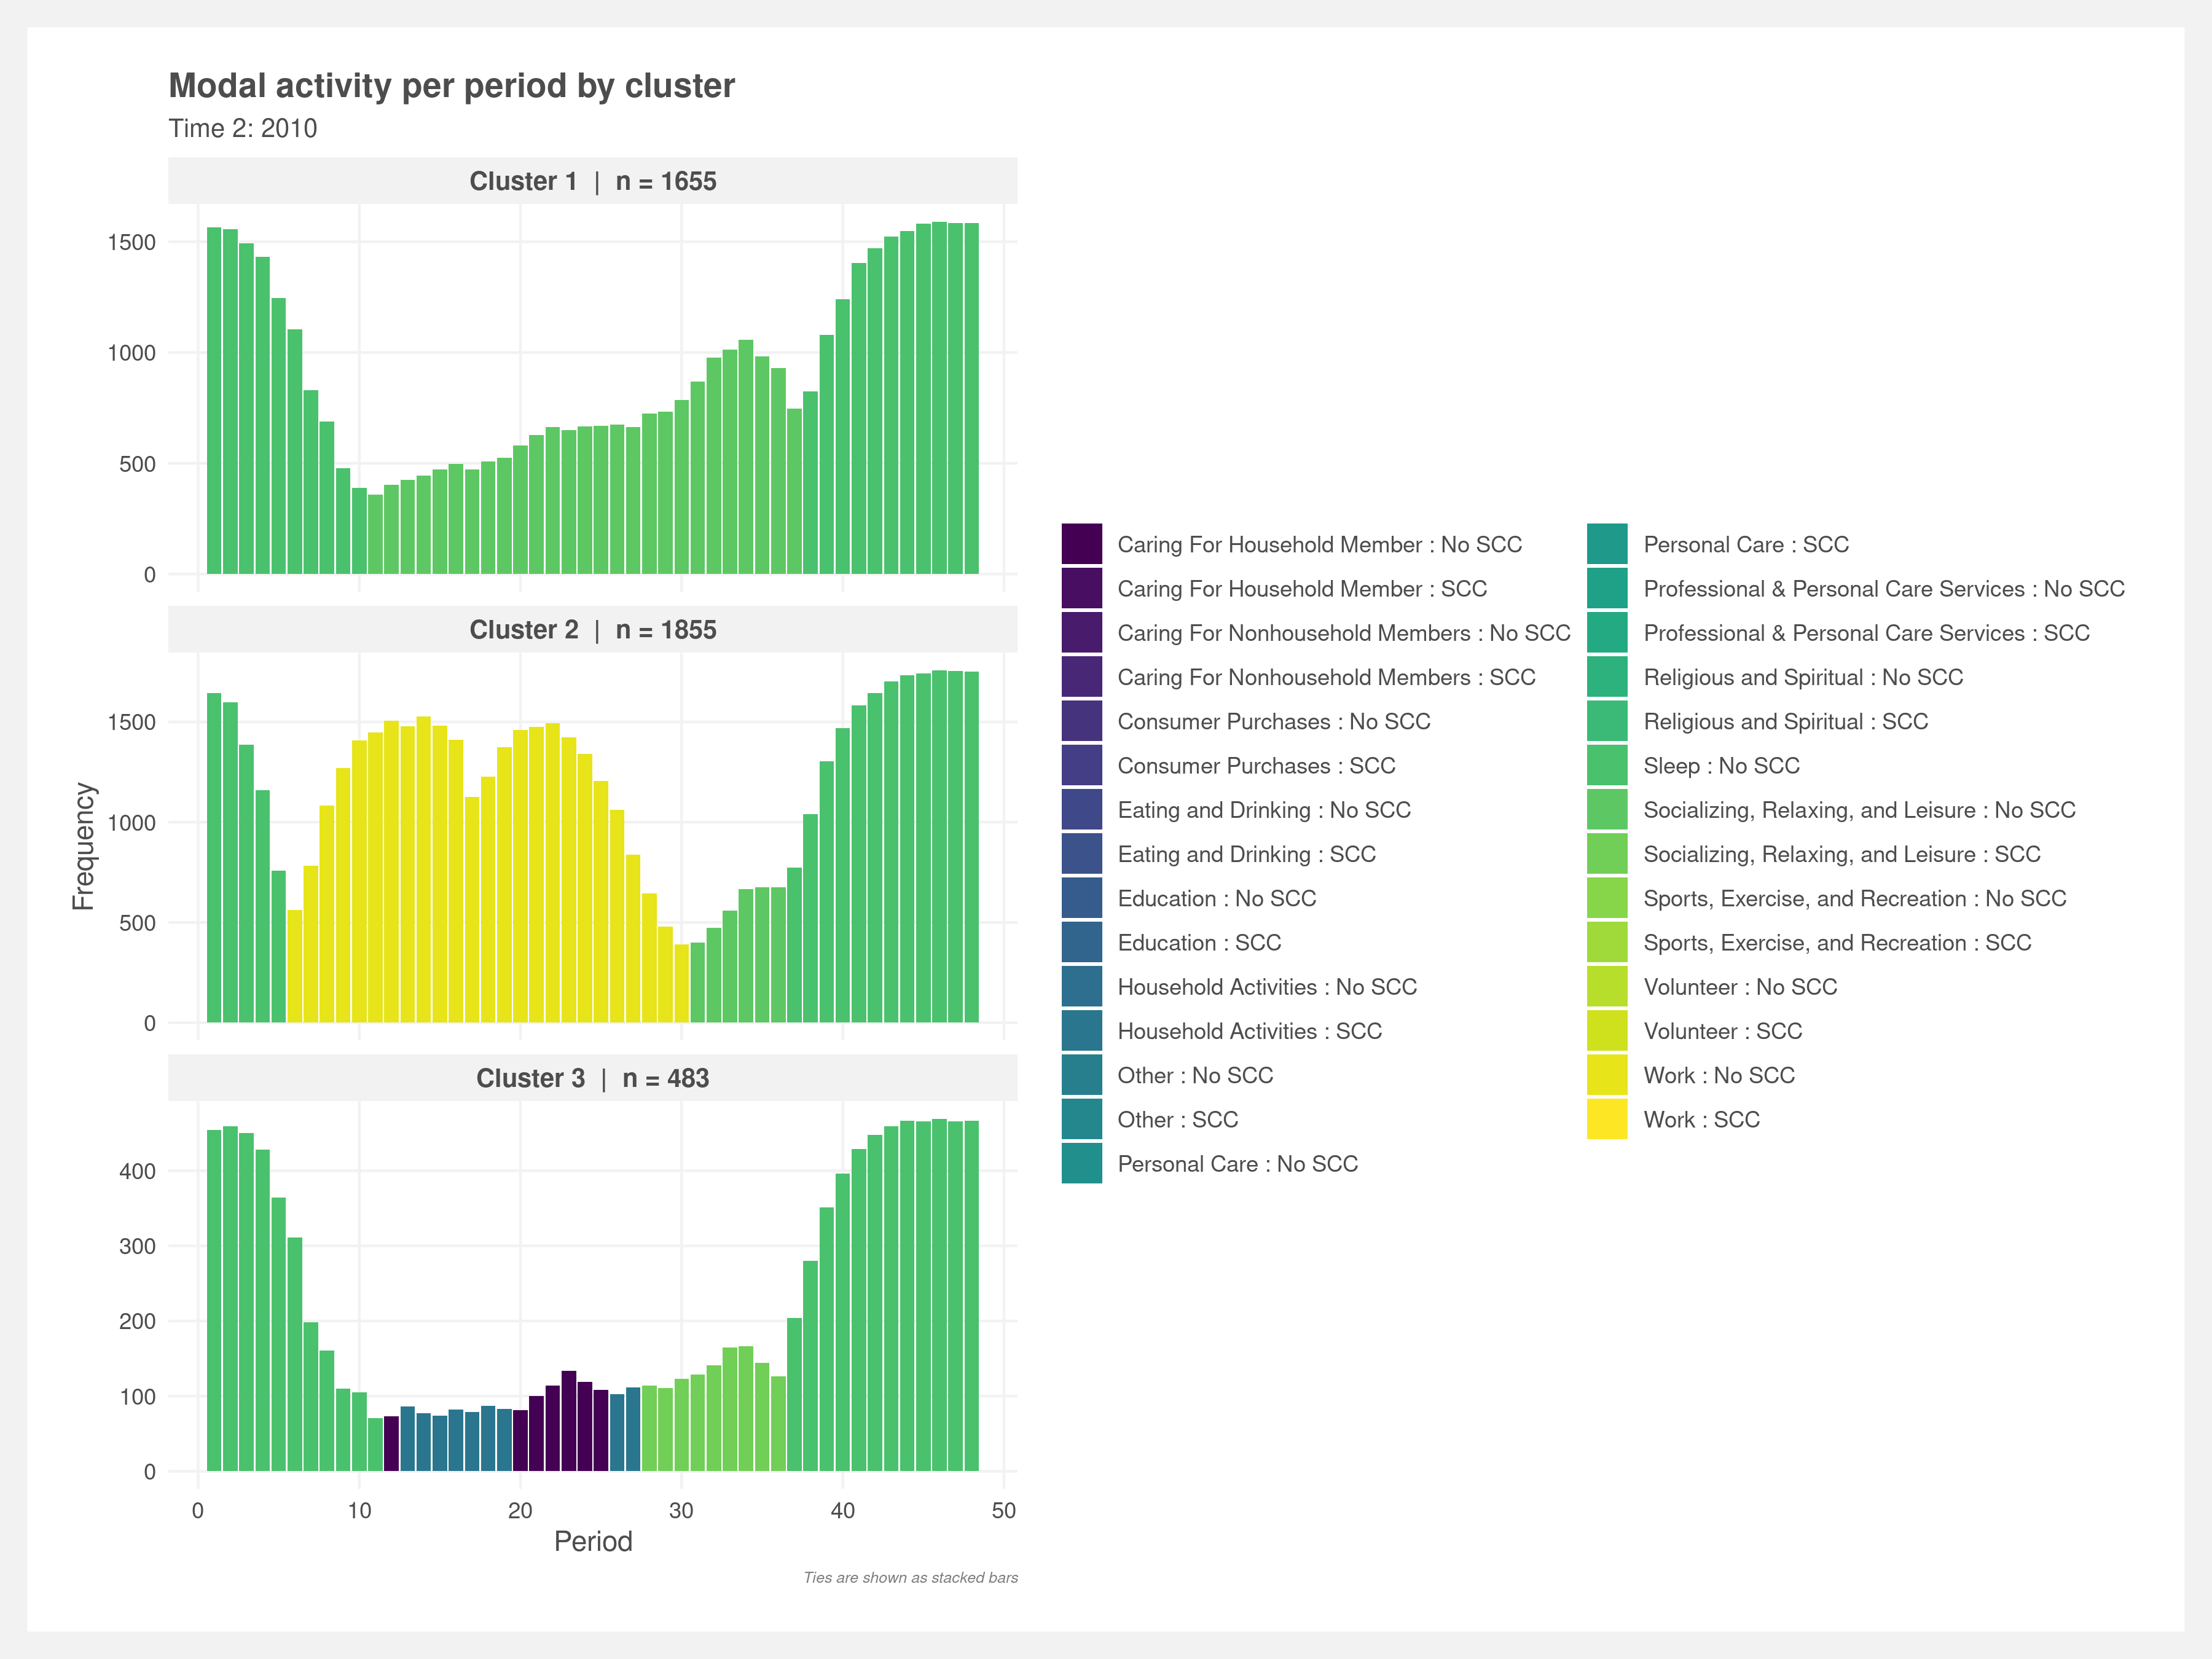 Modal activity per period by cluster
Time 2: 2010
Cluster 1 | n = 1655
1500
1000
500
0
Cluster 2 | n = 1855
1500
1000
500
0
Cluster 3 | n = 483
400
300
200
100
0
0 10 20 30 40 50
Period
Frequency
Ties are shown as stacked bars
Caring For Household Member : No SCC
Caring For Household Member : SCC
Caring For Nonhousehold Members : No SCC
Caring For Nonhousehold Members : SCC
Consumer Purchases : No SCC
Consumer Purchases : SCC
Eating and Drinking : No SCC
Eating and Drinking : SCC
Education : No SCC
Education : SCC
Household Activities : No SCC
Household Activities : SCC
Other : No SCC
Other : SCC
Personal Care : No SCC
Personal Care : SCC
Professional & Personal Care Services : No SCC
Professional & Personal Care Services : SCC
Religious and Spiritual : No SCC
Religious and Spiritual : SCC
Sleep : No SCC
Socializing, Relaxing, and Leisure : No SCC
Socializing, Relaxing, and Leisure : SCC
Sports, Exercise, and Recreation : No SCC
Sports, Exercise, and Recreation : SCC
Volunteer : No SCC
Volunteer : SCC
Work : No SCC
Work : SCC